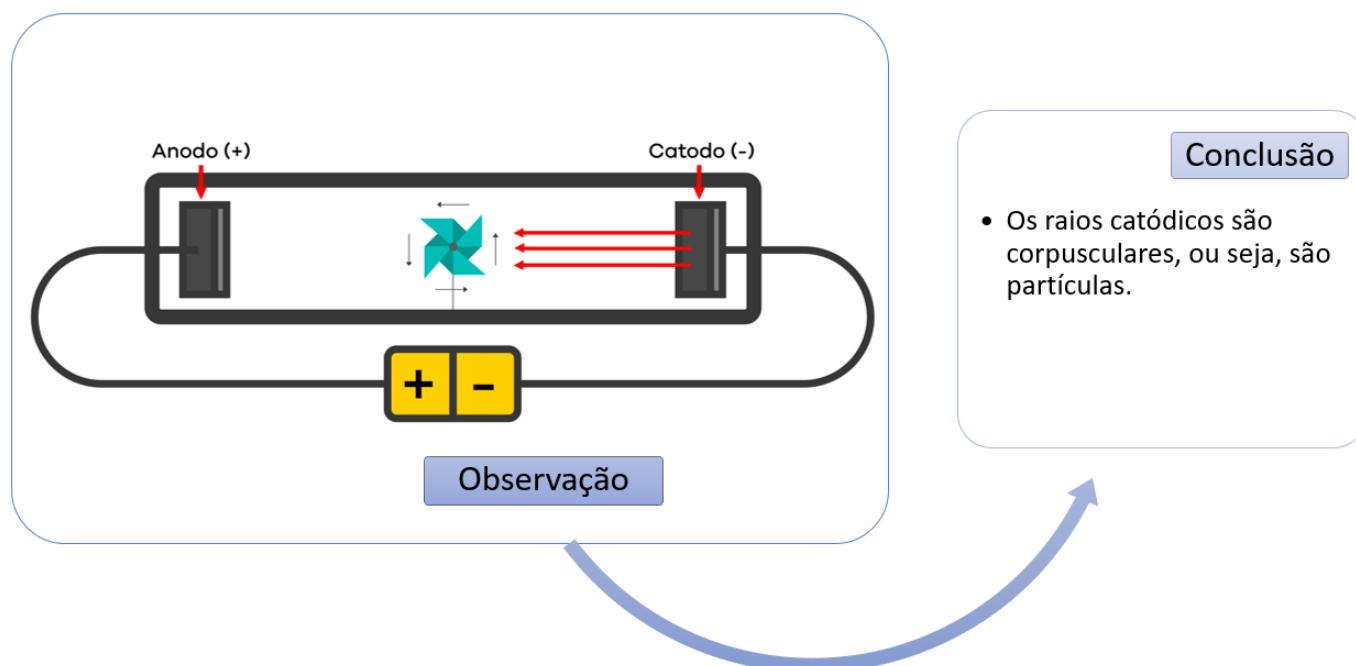 Anodo (+)
Catodo (-)
+ -
Observação
Conclusão
• Os raios catódicos são
corpusculares, ou seja, são
partículas.